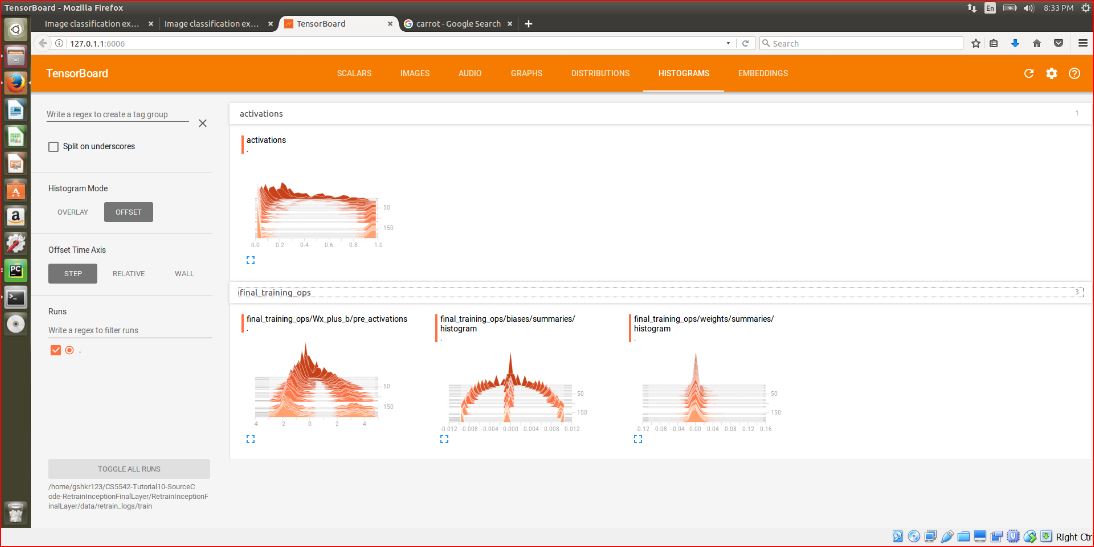 TensorBoard - Mozilla Firefox
En
8:33 PM
Image classification ex...
Image classification ex...
TensorBoard
carrot - Google Search
127.0.1.1:6006
Search
TensorBoard
SCALARS
IMAGES
AUDIO
GRAPHS
DISTRIBUTIONS
HISTOGRAMS
EMBEDDINGS
Write a regex to create a tag group
Split on underscores
Histogram Mode
OVERLAY
OFFSET
Offset Time Axis
STEP
RELATIVE
WALL
Runs
Write a regex to filter runs
.
TOGGLE ALL RUNS
/home/gshkr123/CS5542-Tutorial10-SourceC
ode-RetrainInceptionFinalLayer/RetrainInceptionF
inalLayer/data/retrain_logs/train
activations
1
activations
.
50
150
0.0 0.2 0.4 0.6 0.8 1.0
final_training_ops
3
final_training_ops/Wx_plus_b/pre_activations
.
50
150
4 2 0. 2 4
final_training_ops/biases/summaries/
histogram
.
50
150
-0.012 -0.008 -0.004 0.000 0.004 0.008 0.012
final_training_ops/weights/summaries/
histogram
.
50
150
-0.12 -0.08 -0.04 0.00 0.04 0.08 0.12 0.16
Right Ctr